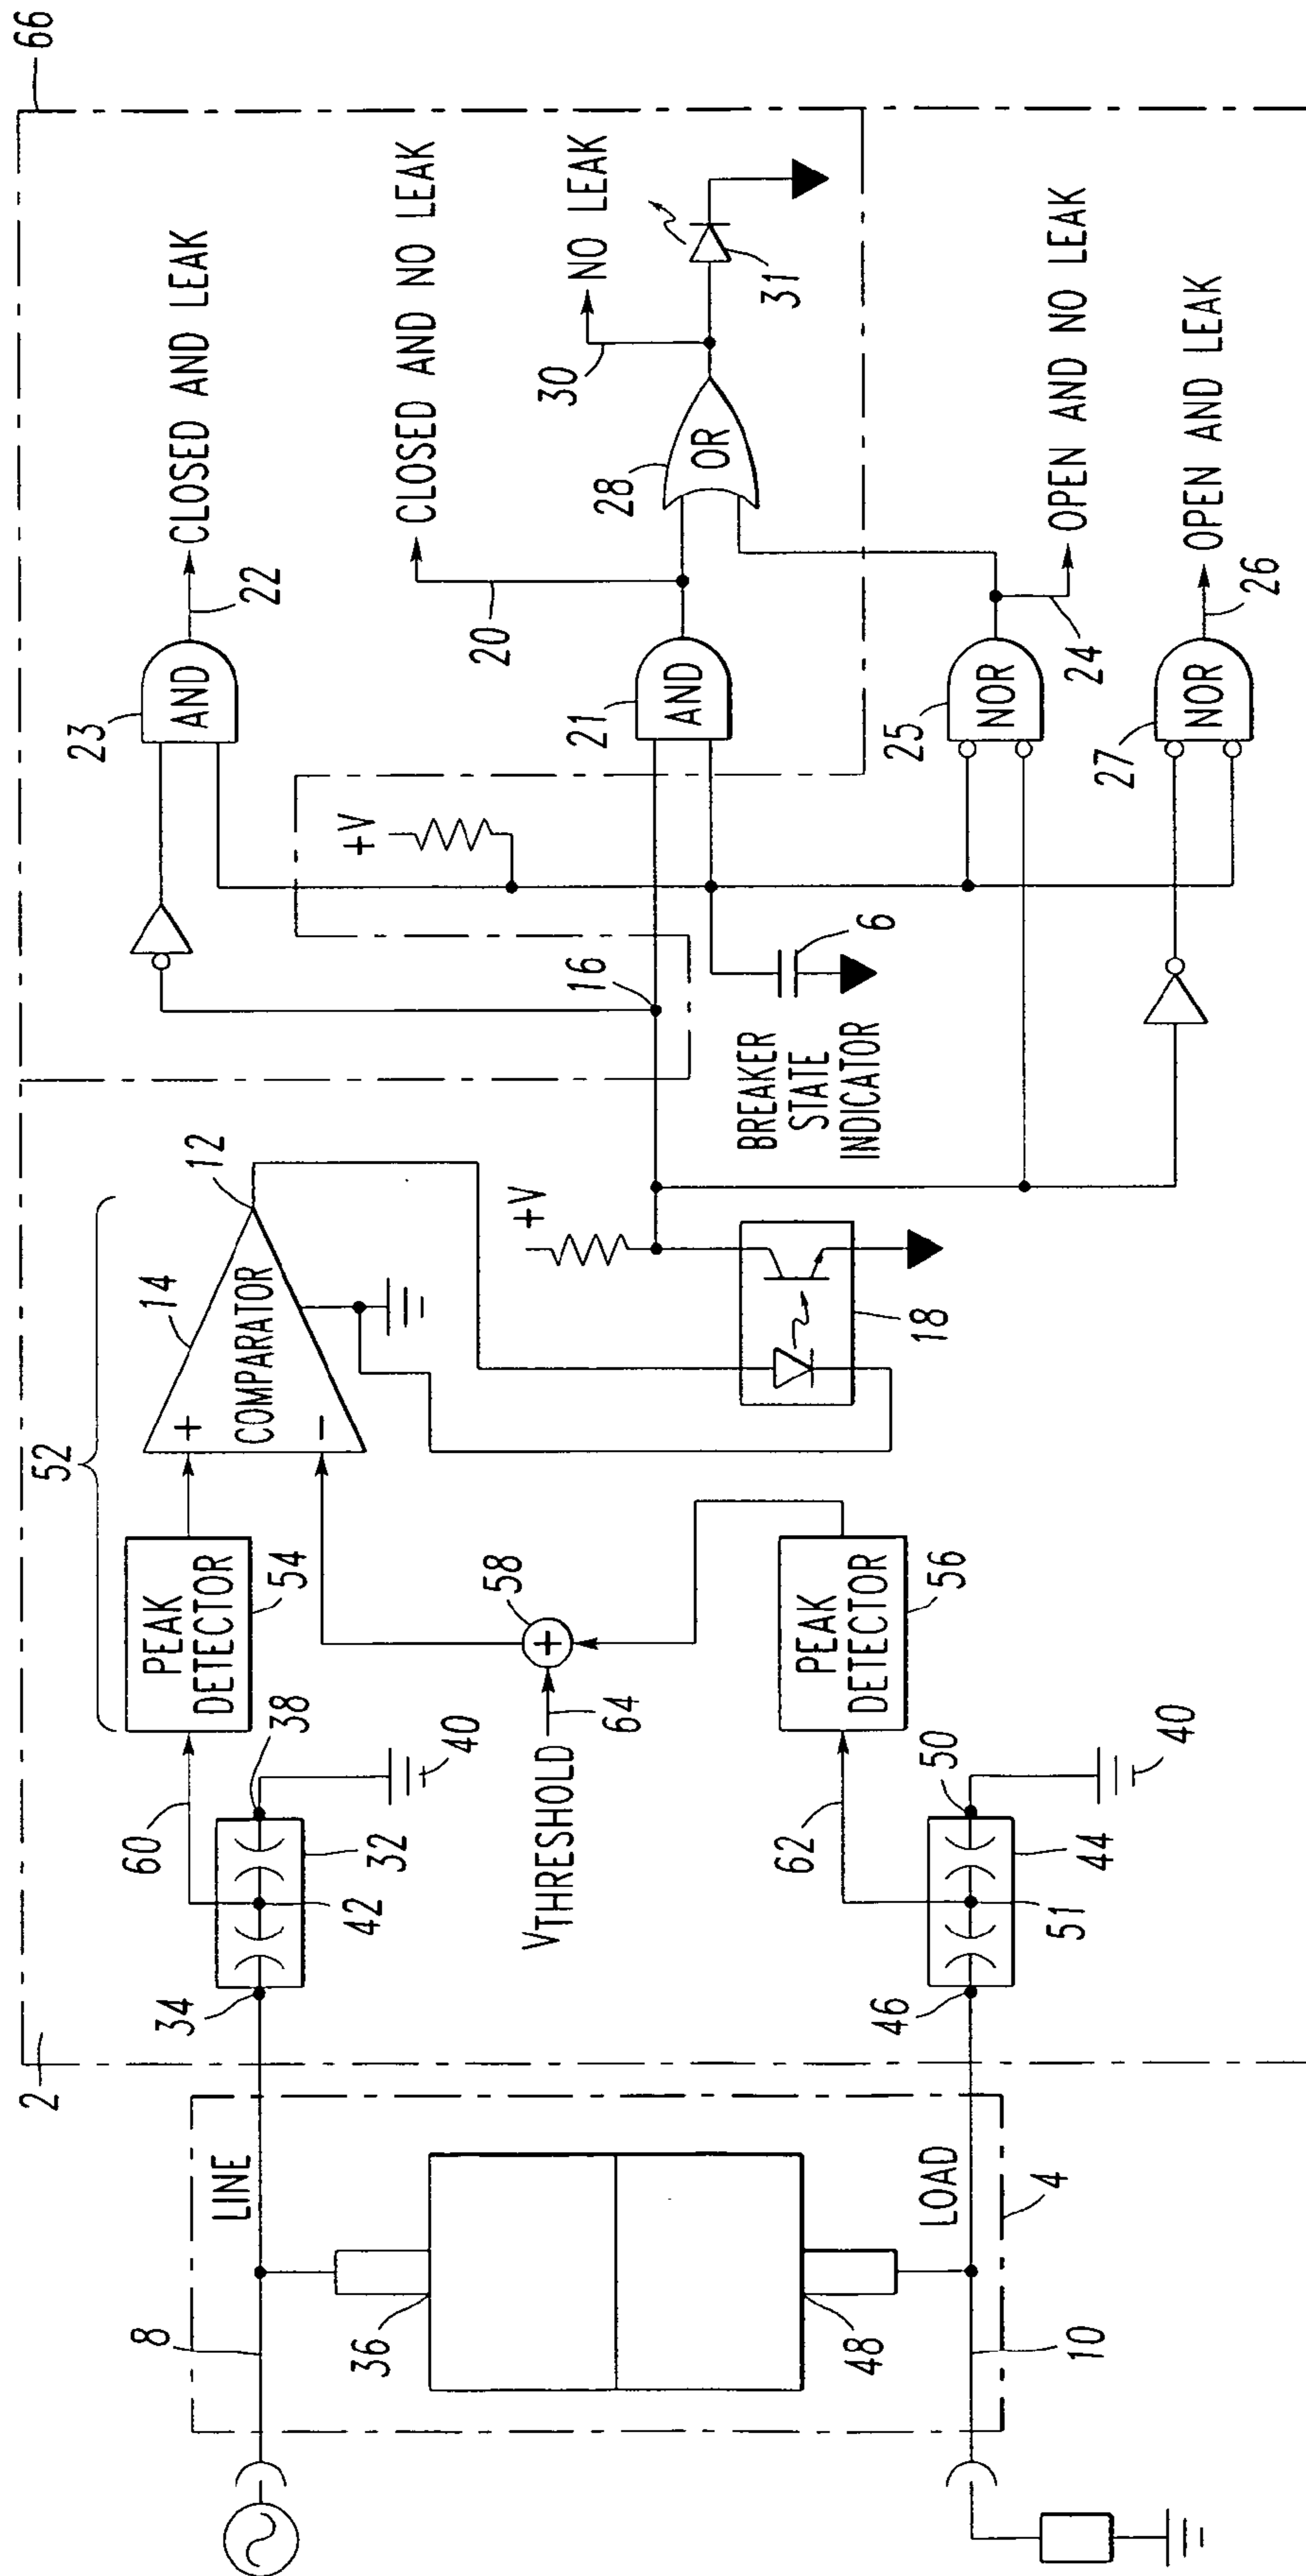 66
2
52
14
12
COMPARATOR
+
−
PEAK
DETECTOR
54
60
38
40
32
42
34
LINE
8
36
48
LOAD
4
10
58
+
VTHRESHOLD
64
PEAK
DETECTOR
56
62
50
40
44
51
46
+V
18
16
BREAKER
STATE
INDICATOR
6
+V
23
AND
22
CLOSED AND LEAK
21
AND
20
CLOSED AND NO LEAK
28
OR
30
NO LEAK
31
25
NOR
24
OPEN AND NO LEAK
27
NOR
26
OPEN AND LEAK